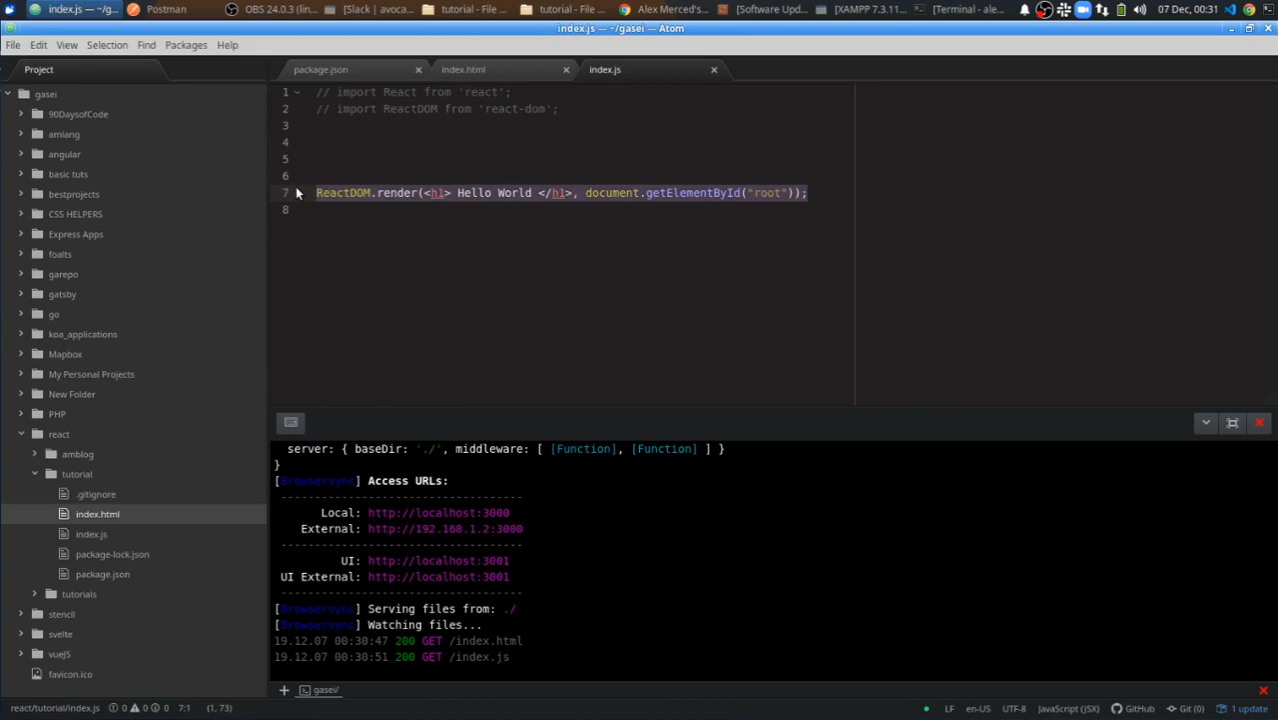 index.js — ~/g...
Postman
OBS 24.0.3 (lin...
[Slack | avoca...
tutorial - File ...
tutorial - File ...
Alex Merced's...
[Software Upd...
[XAMPP 7.3.11...
[Terminal - ale...
07 Dec, 00:31
index.js — ~/gasei — Atom
File Edit View Selection Find Packages Help
Project
package.json
index.html
index.js
gasei
90DaysofCode
amlang
angular
basic tuts
bestprojects
CSS HELPERS
Express Apps
foalts
garepo
gatsby
go
koa_applications
Mapbox
My Personal Projects
New Folder
PHP
react
amblog
tutorial
.gitignore
index.html
index.js
package-lock.json
package.json
tutorials
stencil
svelte
vueJS
favicon.ico
1 // import React from 'react';
2 // import ReactDOM from 'react-dom';
3
4
5
6
7 ReactDOM.render(<h1> Hello World </h1>, document.getElementById("root"));
8
server: { baseDir: './', middleware: [ [Function], [Function] ] }
}
[Browsersync] Access URLs:
-----------------------------------
Local: http://localhost:3000
External: http://192.168.1.2:3000
-----------------------------------
UI: http://localhost:3001
UI External: http://localhost:3001
-----------------------------------
[Browsersync] Serving files from: ./
[Browsersync] Watching files...
19.12.07 00:30:47 200 GET /index.html
19.12.07 00:30:51 200 GET /index.js
gasei/
react/tutorial/index.js 0 0 0 7:1 (1, 73)
LF en-US UTF-8 JavaScript (JSX) GitHub Git (0) 1 update